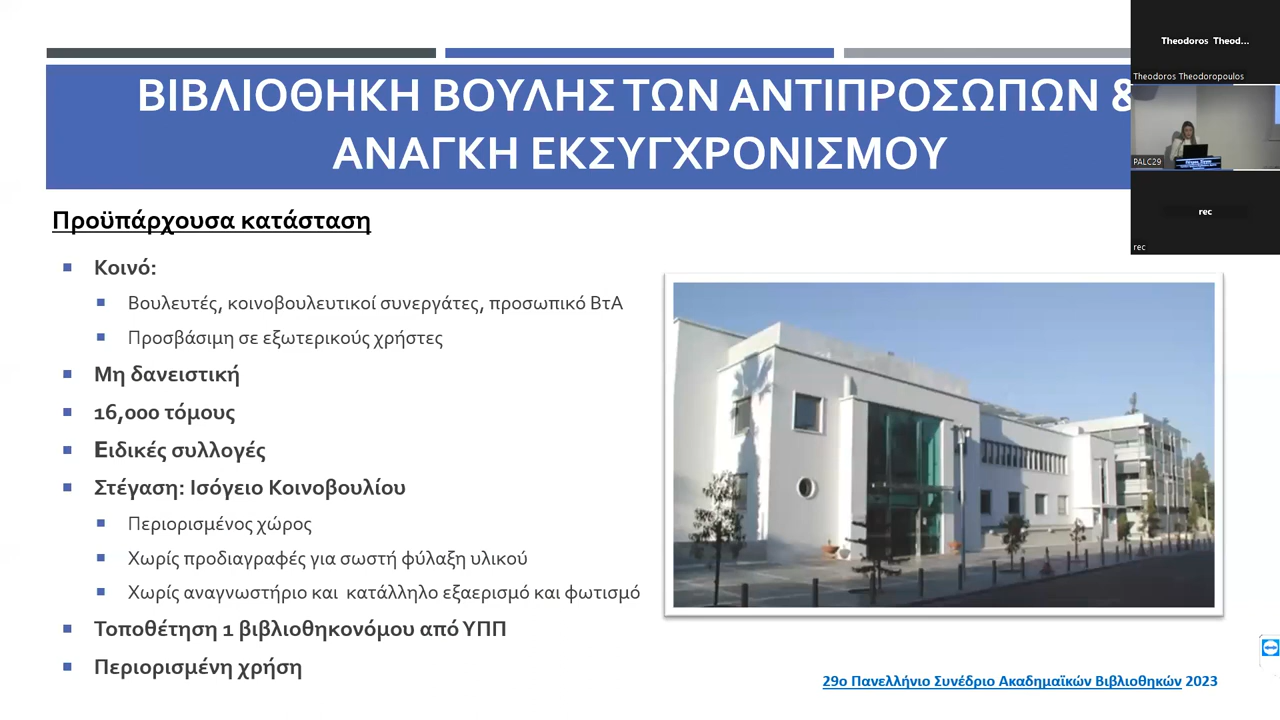 ΒΙΒΛΙΟΘΗΚΗ ΒΟΥΛΗΣ ΤΩΝ ΑΝΤΙΠΡΟΣΩΠΩΝ &
ΑΝΑΓΚΗ ΕΚΣΥΓΧΡΟΝΙΣΜΟΥ
Προϋπάρχουσα κατάσταση
Κοινό:
Βουλευτές, κοινοβουλευτικοί συνεργάτες, προσωπικό ΒτΑ
Προσβάσιμη σε εξωτερικούς χρήστες
Μη δανειστική
16,000 τόμους
Ειδικές συλλογές
Στέγαση: Ισόγειο Κοινοβουλίου
Περιορισμένος χώρος
Χωρίς προδιαγραφές για σωστή φύλαξη υλικού
Χωρίς αναγνωστήριο και κατάλληλο εξαερισμό και φωτισμό
Τοποθέτηση 1 βιβλιοθηκονόμου από ΥΠΠ
Περιορισμένη χρήση
29ο Πανελλήνιο Συνέδριο Ακαδημαϊκών Βιβλιοθηκών 2023
Theodoros Theod...
Theodoros Theodoropoulos
PALC29
rec
rec